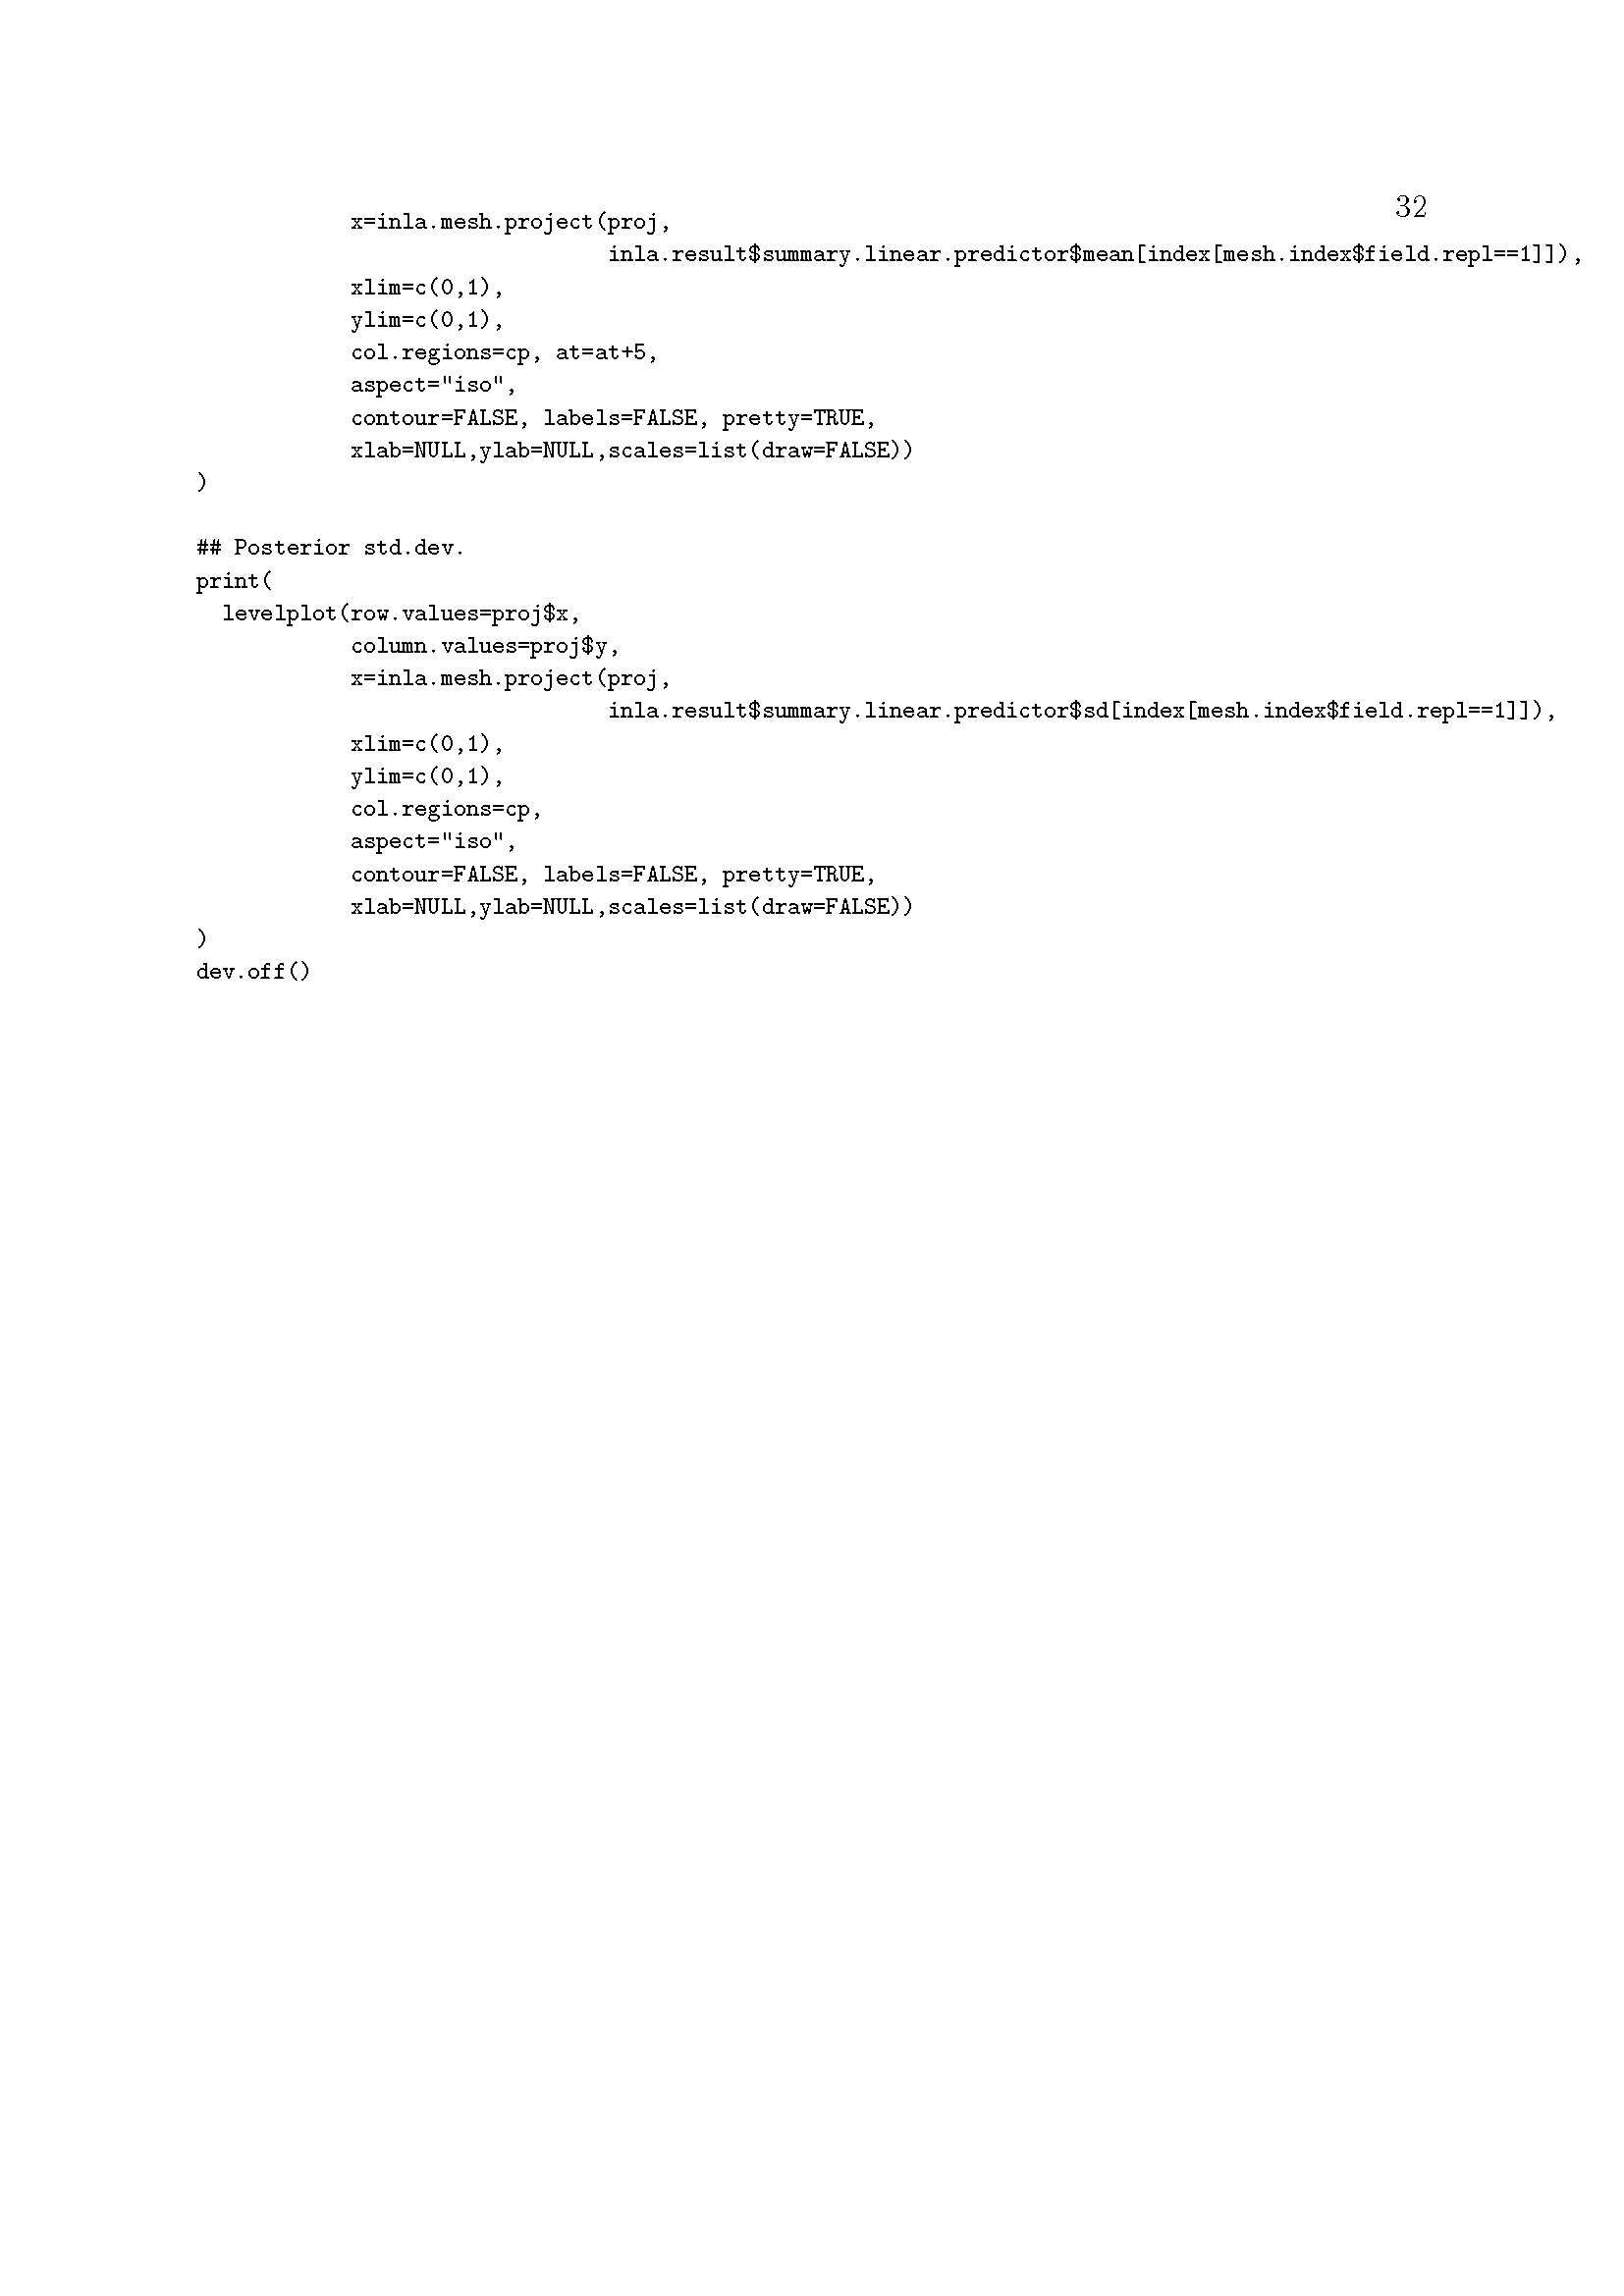 32
x=inla.mesh.project(proj,
inla.result$summary.linear.predictor$mean[index[mesh.index$field.repl==1]]),
xlim=c(0,1),
ylim=c(0,1),
col.regions=cp, at=at+5,
aspect="iso",
contour=FALSE, labels=FALSE, pretty=TRUE,
xlab=NULL,ylab=NULL,scales=list(draw=FALSE))
)
## Posterior std.dev.
print(
levelplot(row.values=proj$x,
column.values=proj$y,
x=inla.mesh.project(proj,
inla.result$summary.linear.predictor$sd[index[mesh.index$field.repl==1]]),
xlim=c(0,1),
ylim=c(0,1),
col.regions=cp,
aspect="iso",
contour=FALSE, labels=FALSE, pretty=TRUE,
xlab=NULL,ylab=NULL,scales=list(draw=FALSE))
)
dev.off()